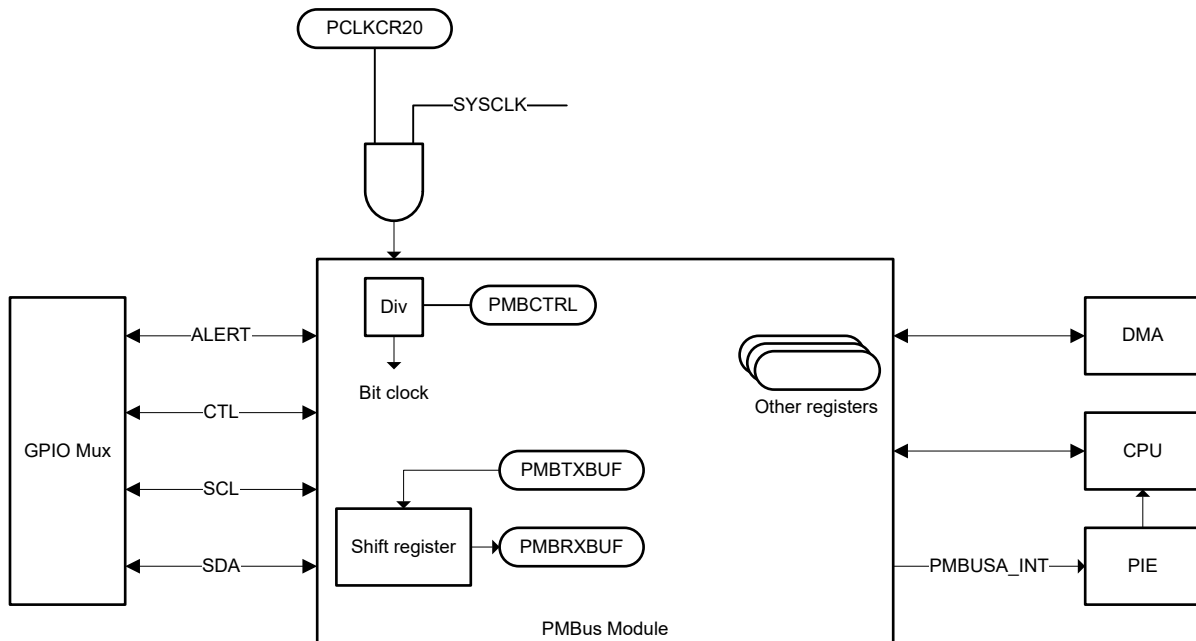 PCLKCR20
SYSCLK
Div
PMBCTRL
ALERT
DMA
Bit clock
CTL
Other registers
GPIO Mux
CPU
PMBTXBUF
SCL
Shift register
PMBRXBUF
SDA
PMBUSA_INT
PIE
PMBus Module